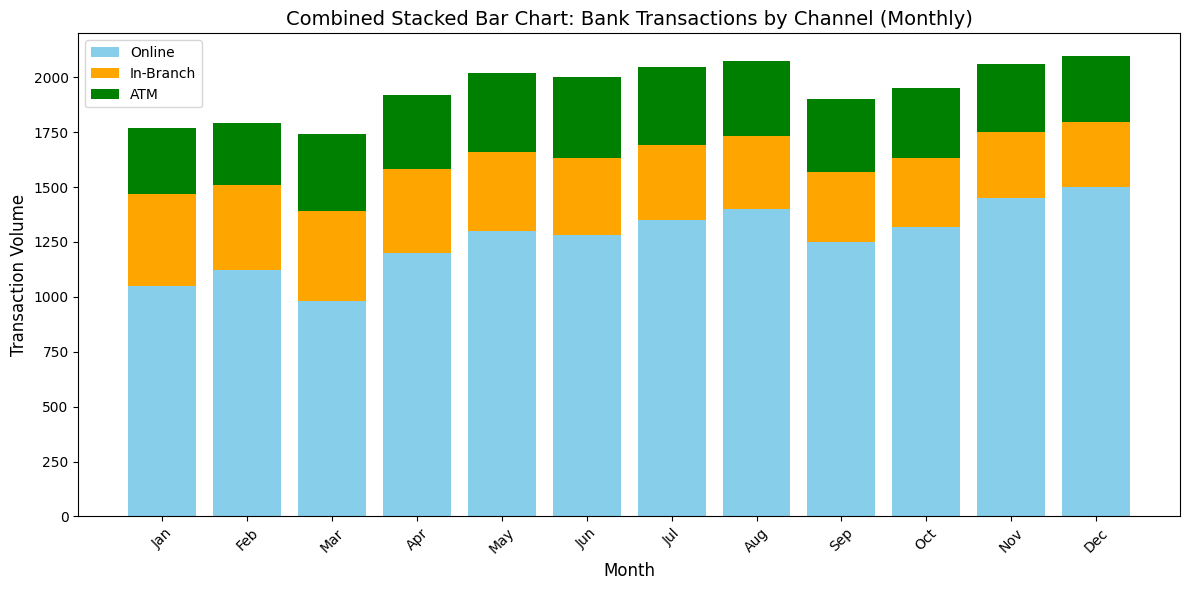 Combined Stacked Bar Chart: Bank Transactions by Channel (Monthly)
Online
In-Branch
ATM
Transaction Volume
2000
1750
1500
1250
1000
750
500
250
0
Jan
Feb
Mar
Apr
May
Jun
Jul
Aug
Sep
Oct
Nov
Dec
Month